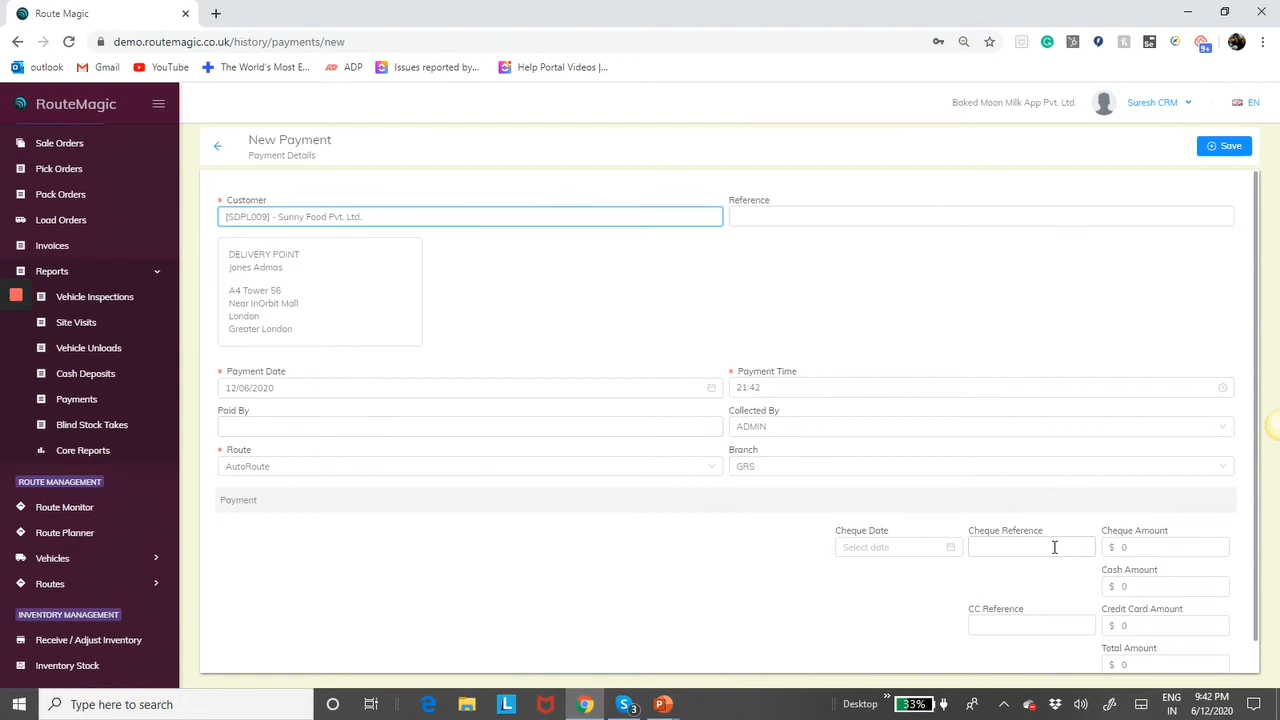 Route Magic
demo.routemagic.co.uk/history/payments/new
9+
outlook
Gmail
YouTube
The World's Most E...
ADP
Issues reported by...
Help Portal Videos |...
RouteMagic
Baked Moon Milk App Pvt. Ltd.
Suresh CRM
EN
Sale Orders
Pick Orders
Pack Orders
Load Orders
Invoices
Reports
Vehicle Inspections
Site Visits
Vehicle Unloads
Cash Deposits
Payments
Blind Stock Takes
Core Reports
ROUTE MANAGEMENT
Route Monitor
Route Planner
Vehicles
Routes
INVENTORY MANAGEMENT
Receive / Adjust Inventory
Inventory Stock
New Payment
Payment Details
Save
* Customer
[SDPL009] - Sunny Food Pvt. Ltd.
Reference
DELIVERY POINT
Jones Admas
A4 Tower 56
Near InOrbit Mall
London
Greater London
* Payment Date
12/06/2020
* Payment Time
21:42
Paid By
Collected By
ADMIN
* Route
AutoRoute
Branch
GRS
Payment
Cheque Date
Select date
Cheque Reference
Cheque Amount
$ 0
Cash Amount
$ 0
CC Reference
Credit Card Amount
$ 0
Total Amount
$ 0
Type here to search
L
S
3
P
Desktop
33%
ENG
IN
9:42 PM
6/12/2020